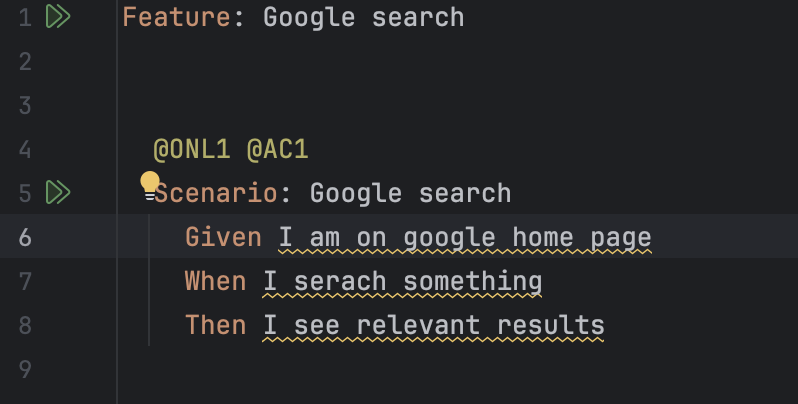 1 Feature: Google search
2
3
4 @ONL1 @AC1
5 Scenario: Google search
6 Given I am on google home page
7 When I serach something
8 Then I see relevant results
9